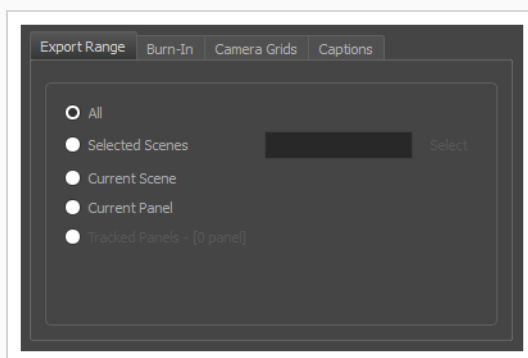 Export Range Burn-In Camera Grids Captions
All
Selected Scenes Select
Current Scene
Current Panel
Tracked Panels - [0 panel]